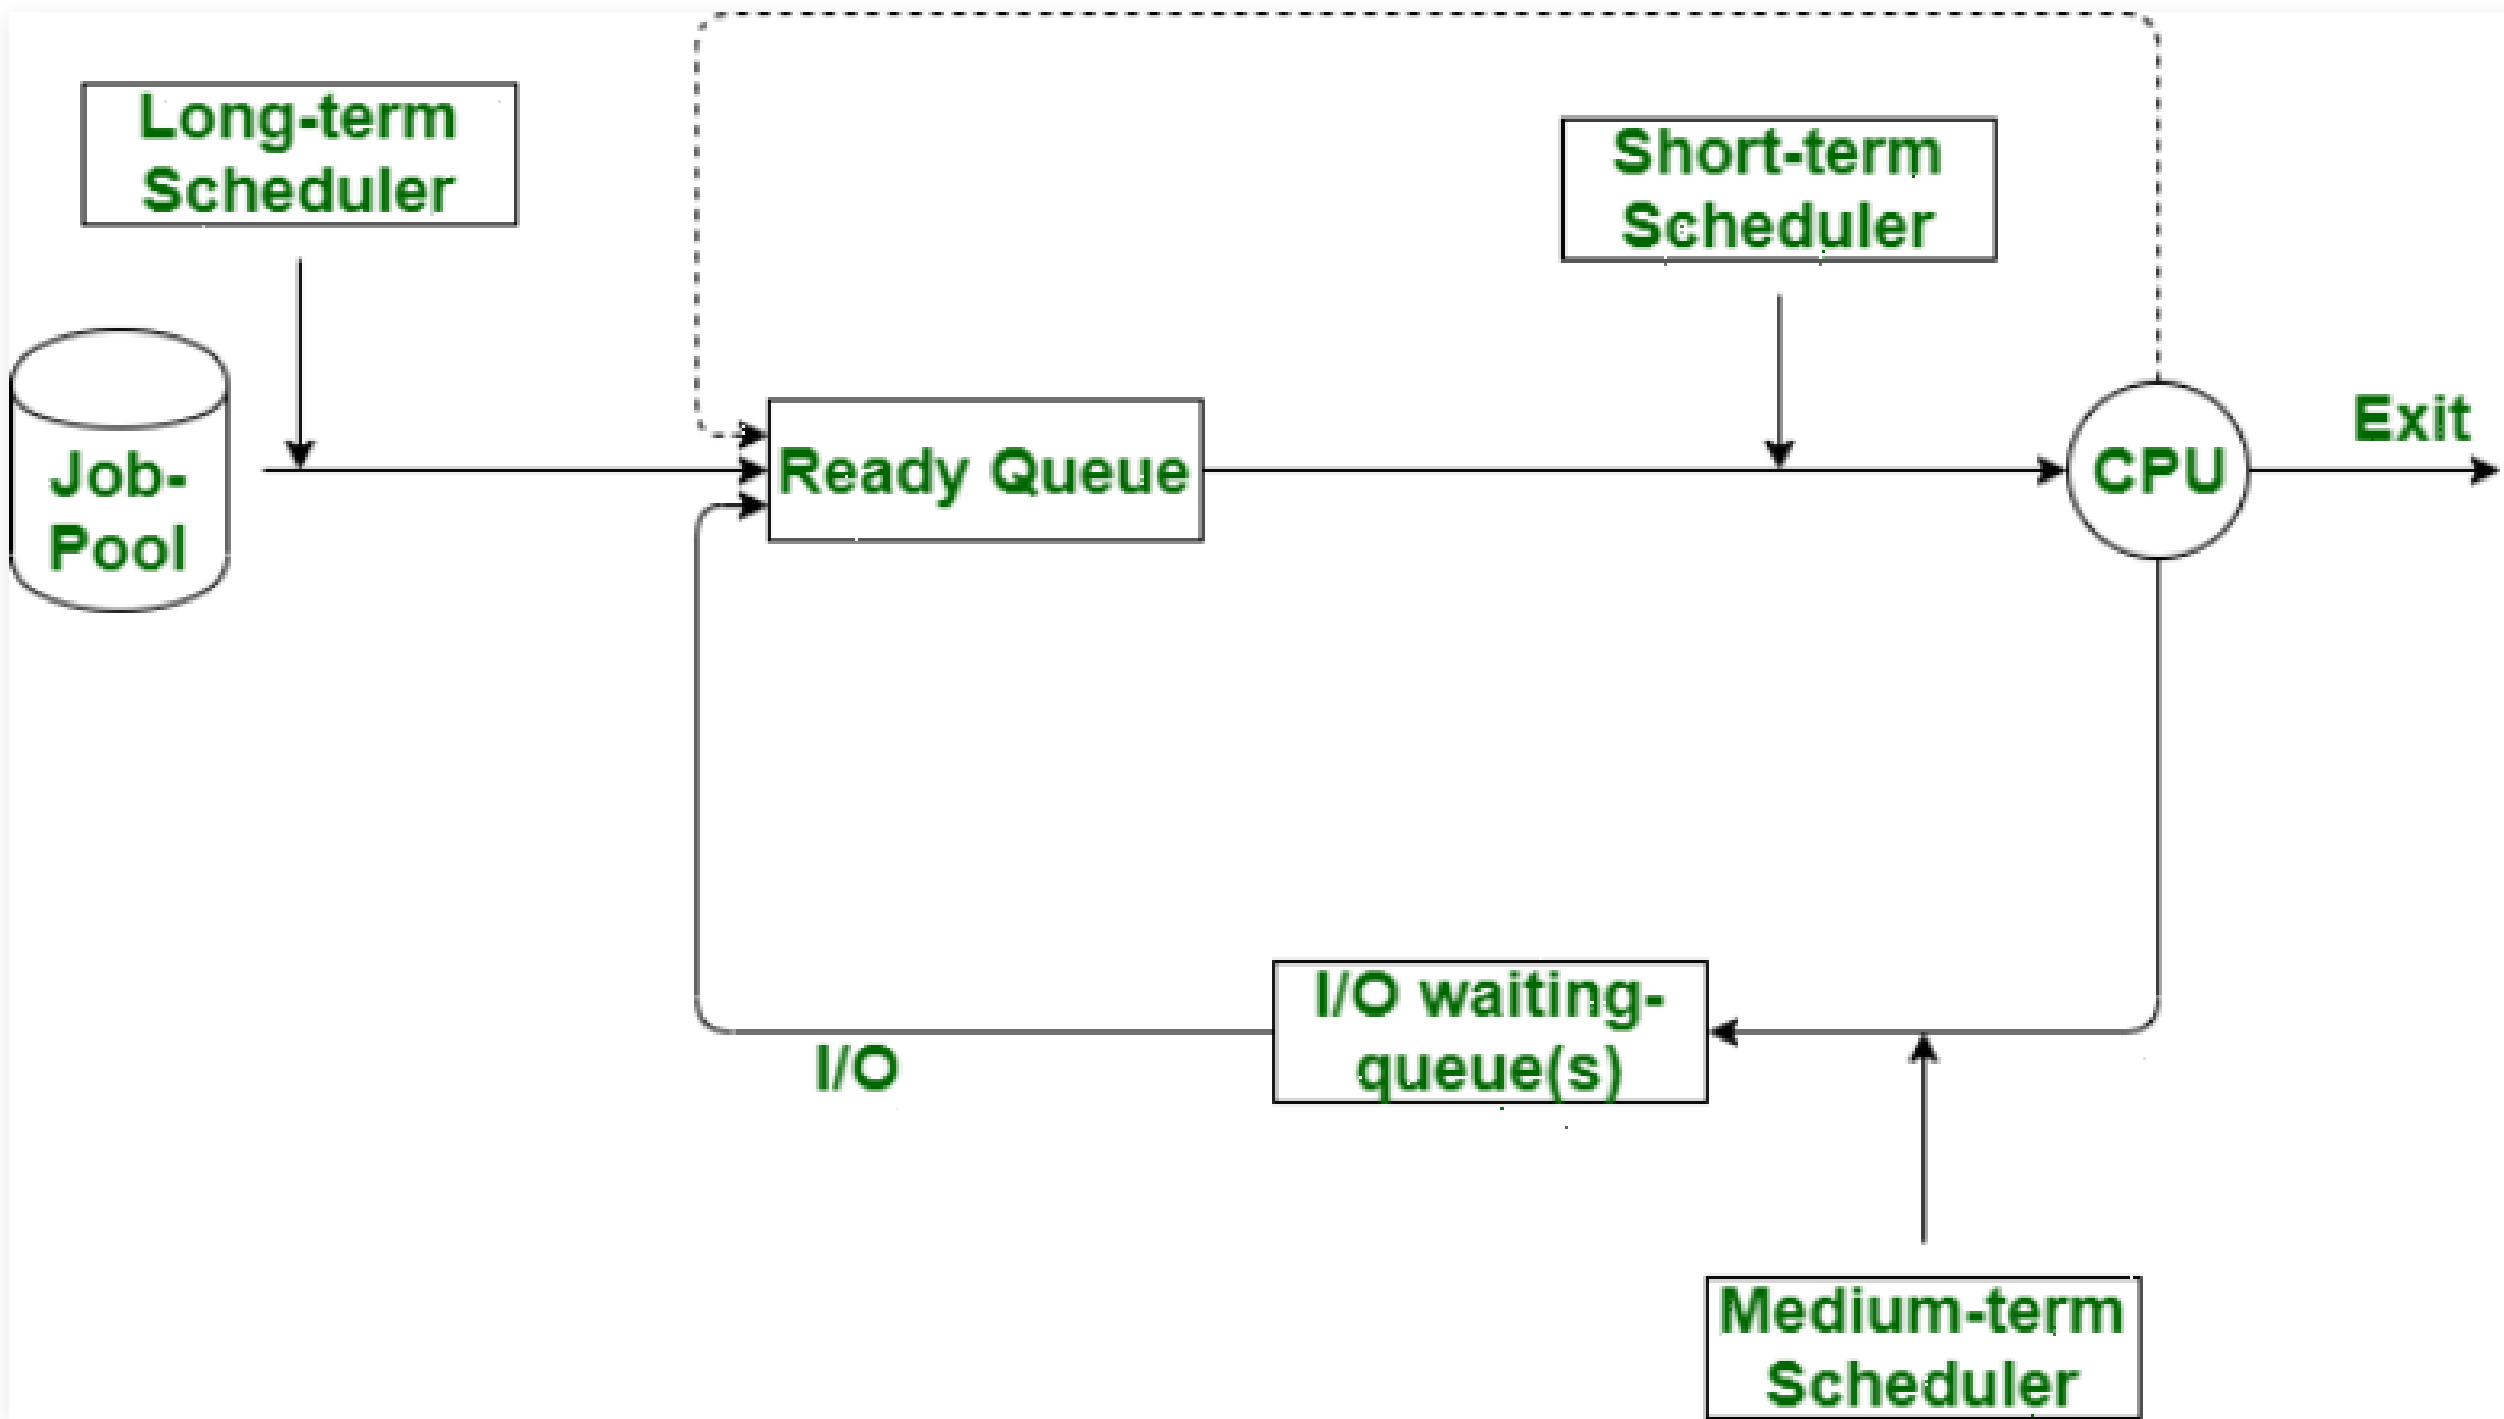 Long-term
Scheduler
Short-term
Scheduler
Job-
Pool
Ready Queue
CPU
Exit
I/O waiting-
queue(s)
I/O
Medium-term
Scheduler